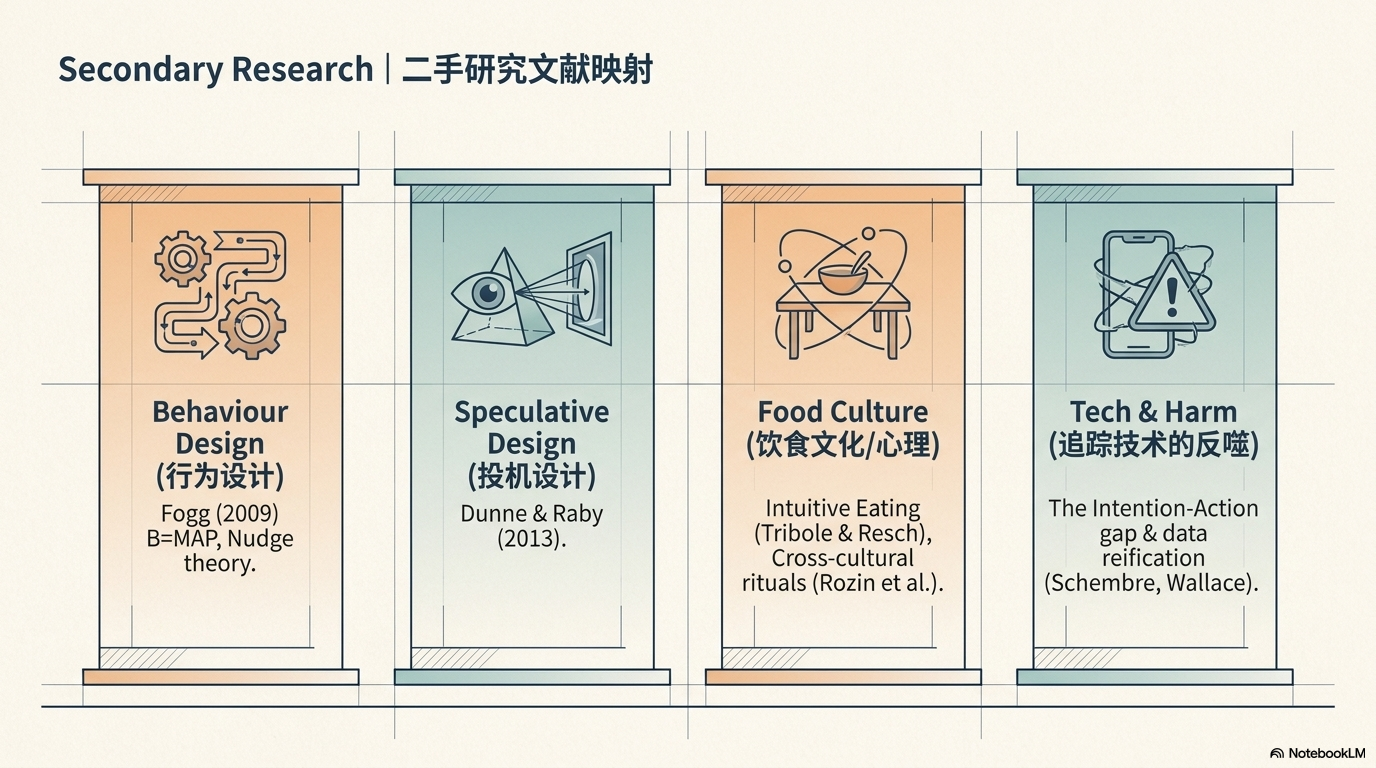 Secondary Research | 二手研究文献映射
Behaviour
Design
(行为设计)
Fogg (2009)
B=MAP, Nudge
theory.
Speculative
Design
(投机设计)
Dunne & Raby
(2013).
Food Culture
(饮食文化/心理)
Intuitive Eating
(Tribole & Resch),
Cross-cultural
rituals (Rozin et al.).
Tech & Harm
(追踪技术的反噬)
The Intention-Action
gap & data
reification
(Schembre, Wallace).
NotebookLM